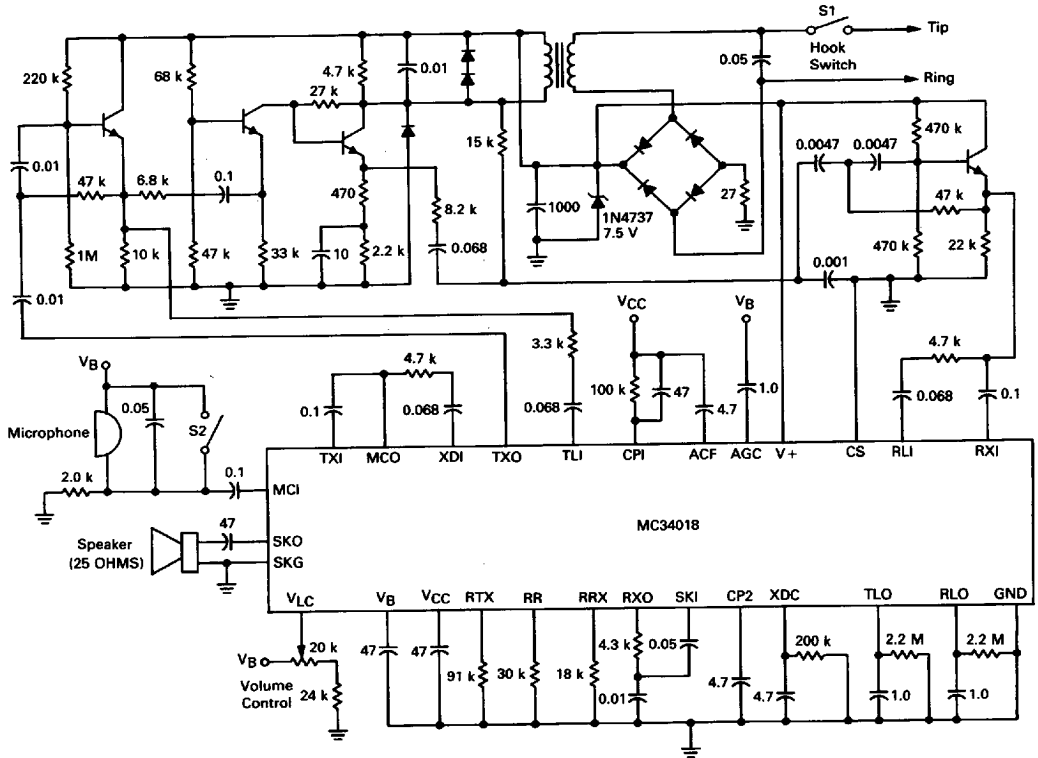 S1
Tip
Hook
Switch
Ring
0.05
220 k
68 k
4.7 k
0.01
27 k
15 k
470 k
0.0047
0.0047
0.01
47 k
6.8 k
0.1
470
8.2 k
1000
1N4737
7.5 V
27
47 k
470 k
22 k
1M
10 k
47 k
33 k
10
2.2 k
0.068
0.001
0.01
VCC
VB
3.3 k
4.7 k
VB
4.7 k
100 k
47
1.0
0.05
0.1
0.068
0.068
4.7
0.068
0.1
Microphone
S2
TXI
MCO
XDI
TXO
TLI
CPI
ACF
AGC
V+
CS
RLI
RXI
2.0 k
0.1
MCI
MC34018
47
Speaker
(25 OHMS)
SKO
SKG
VLC
VB
VCC
RTX
RR
RRX
RXO
SKI
CP2
XDC
TLO
RLO
GND
20 k
VB
Volume
Control
24 k
47
47
91 k
30 k
18 k
4.3 k
0.05
0.01
4.7
4.7
200 k
2.2 M
1.0
2.2 M
1.0